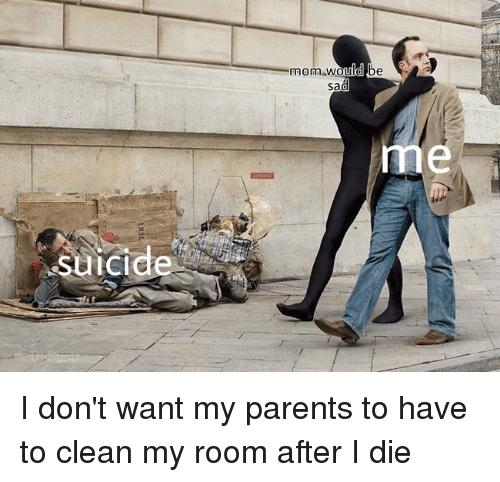 mom would be
sad
me
suicide
I don't want my parents to have
to clean my room after I die